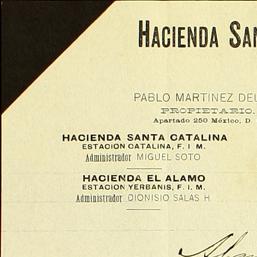 HACIENDA SAN
PABLO MARTINEZ DEL
PROPIETARIO.
Apartado 250 México, D.
HACIENDA SANTA CATALINA
ESTACION CATALINA, F. I M.
Administrador MIGUEL SOTO
HACIENDA EL ALAMO
ESTACION YERBANIS, F. I. M.
Administrador DIONISIO SALAS H.